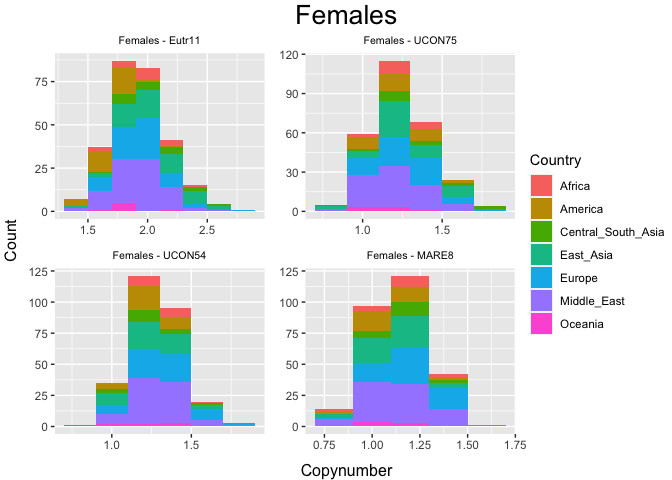 Females
Females - Eutr11
Females - UCON75
75
50
25
0
1.5
2.0
2.5
120
90
60
30
0
1.0
1.5
Females - UCON54
Females - MARE8
125
100
75
50
25
0
1.0
1.5
125
100
75
50
25
0
0.75
1.00
1.25
1.50
1.75
Count
Copynumber
Country
Africa
America
Central_South_Asia
East_Asia
Europe
Middle_East
Oceania